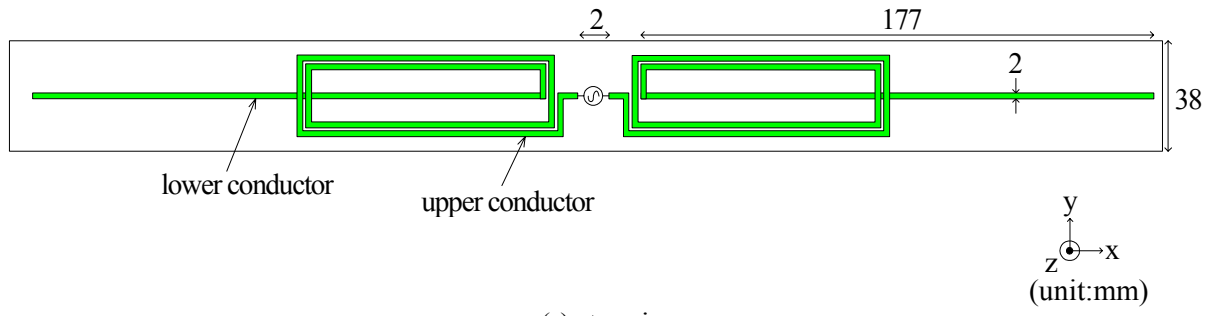 2
177
2
38
lower conductor
upper conductor
y
x
z
(unit:mm)